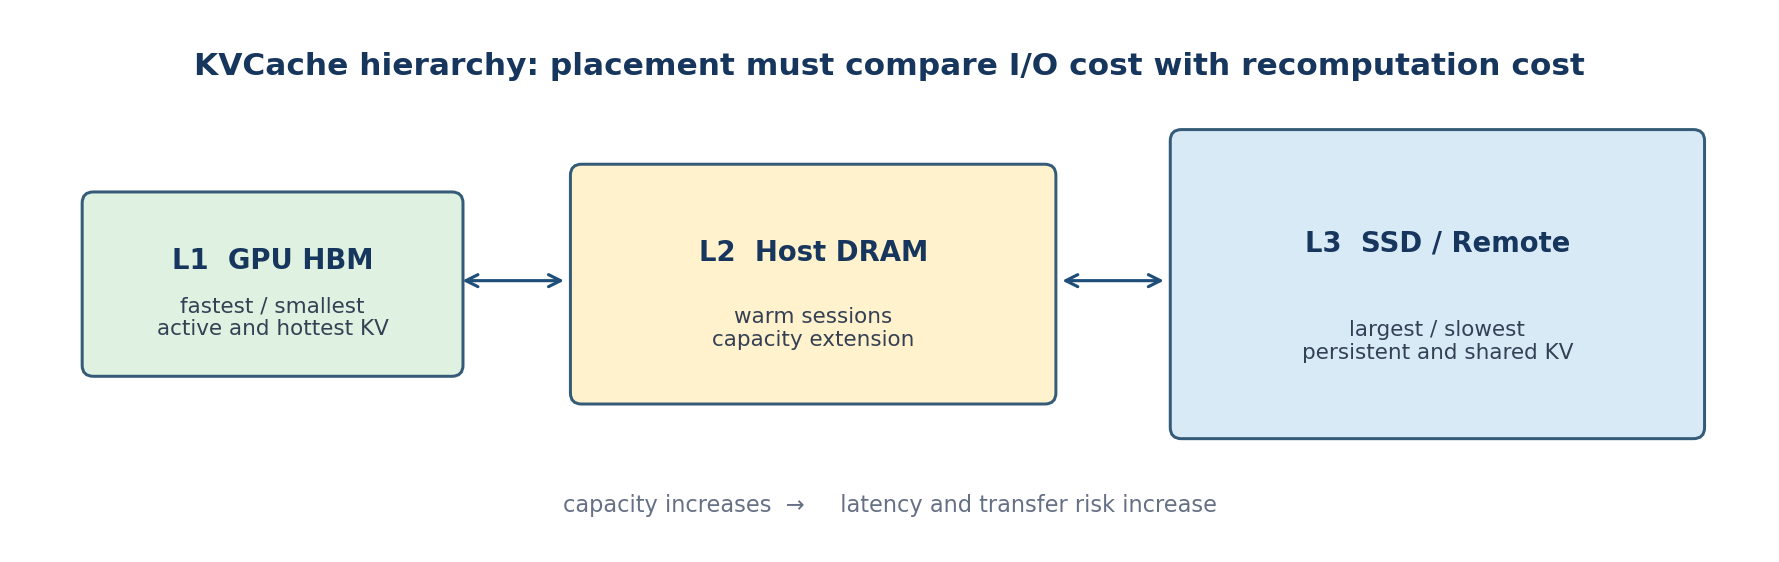 KVCache hierarchy: placement must compare I/O cost with recomputation cost
L1 GPU HBM
fastest / smallest
active and hottest KV
L2 Host DRAM
warm sessions
capacity extension
L3 SSD / Remote
largest / slowest
persistent and shared KV
capacity increases → latency and transfer risk increase